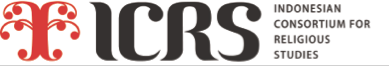 ICRS
INDONESIAN
CONSORTIUM FOR
RELIGIOUS
STUDIES